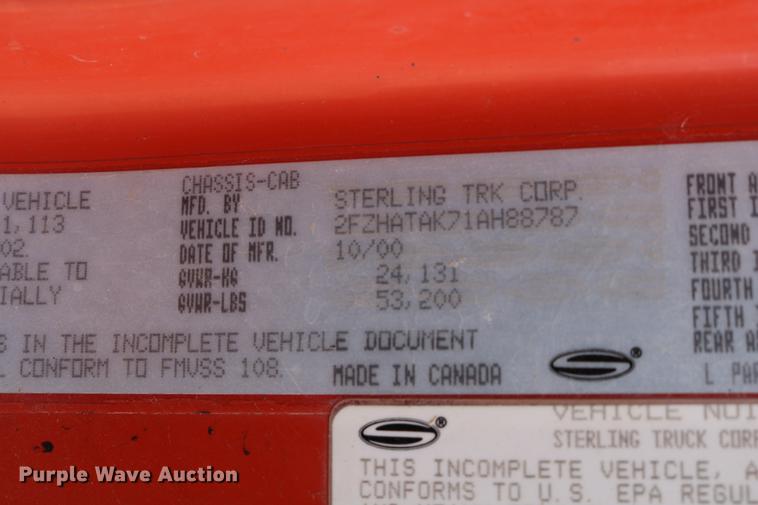 VEHICLE
1,113
02.
ABLE TO
IALLY
S IN THE INCOMPLETE VEHICLE DOCUMENT
L CONFORM TO FMVSS 108.
CHASSIS-CAB
MFD. BY STERLING TRK CORP.
VEHICLE ID NO. 2FZHATAK71AH88787
DATE OF MFR. 10/00
GVWR-KG 24,131
GVWR-LBS 53,200
MADE IN CANADA
®
FRONT A
FIRST I
SECOND
THIRD I
FOURTH
FIFTH I
REAR A
L PAR
®
VEHICLE NOI
STERLING TRUCK CORP
THIS INCOMPLETE VEHICLE, A
CONFORMS TO U.S. EPA REGUL
Purple Wave Auction